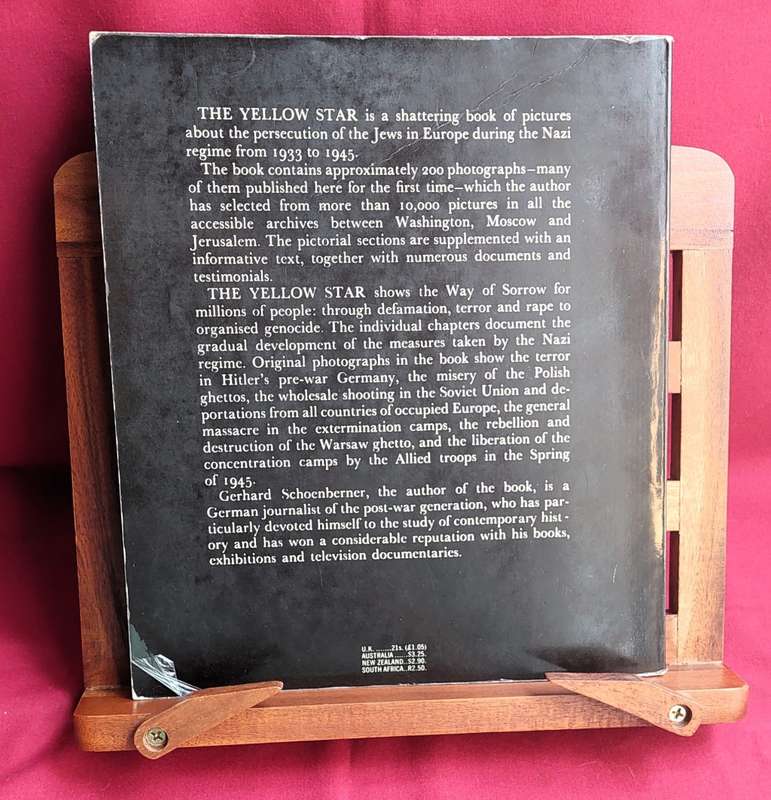 THE YELLOW STAR is a shattering book of pictures
about the persecution of the Jews in Europe during the Nazi
regime from 1933 to 1945.
The book contains approximately 200 photographs—many
of them published here for the first time—which the author
has selected from more than 10,000 pictures in all the
accessible archives between Washington, Moscow and
Jerusalem. The pictorial sections are supplemented with an
informative text, together with numerous documents and
testimonials.
THE YELLOW STAR shows the Way of Sorrow for
millions of people: through defamation, terror and rape to
organised genocide. The individual chapters document the
gradual development of the measures taken by the Nazi
regime. Original photographs in the book show the terror
in Hitler's pre-war Germany, the misery of the Polish
ghettos, the wholesale shooting in the Soviet Union and de-
portations from all countries of occupied Europe, the general
massacre in the extermination camps, the rebellion and
destruction of the Warsaw ghetto, and the liberation of the
concentration camps by the Allied troops in the Spring
of 1945.
Gerhard Schoenberner, the author of the book, is a
German journalist of the post-war generation, who has par-
ticularly devoted himself to the study of contemporary hist-
ory and has won a considerable reputation with his books,
exhibitions and television documentaries.
U.K. ........21s. (£1.05)
AUSTRALIA......$3.25.
NEW ZEALAND..$2.90.
SOUTH AFRICA..R2.50.